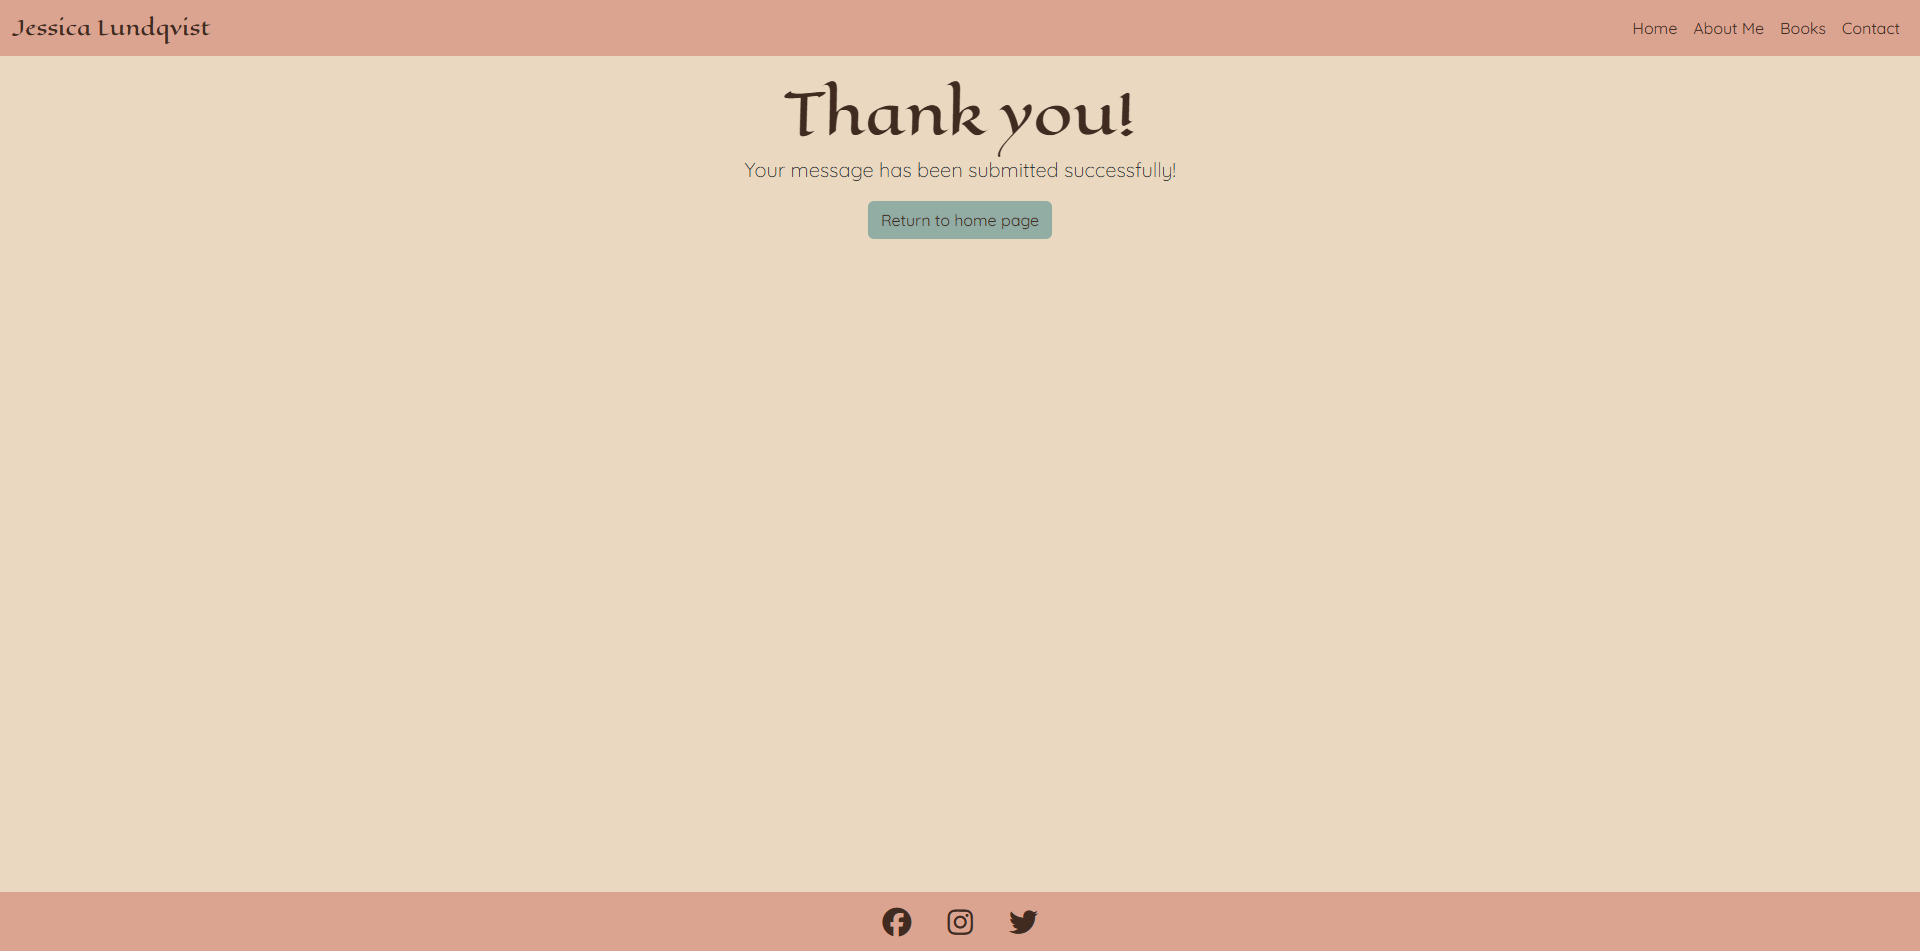 Jessica Lundqvist
Home About Me Books Contact
Thank you!
Your message has been submitted successfully!
Return to home page